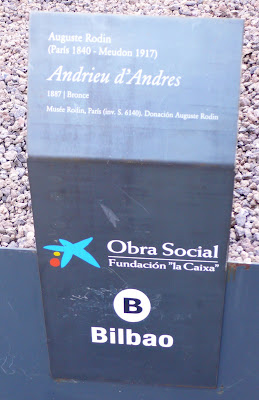 Auguste Rodin
(París 1840 - Meudon 1917)
Andrieu d'Andres
1887 | Bronce
Musée Rodin, París (inv. S. 6140). Donación Auguste Rodin
Obra Social
Fundación "la Caixa"
B
Bilbao